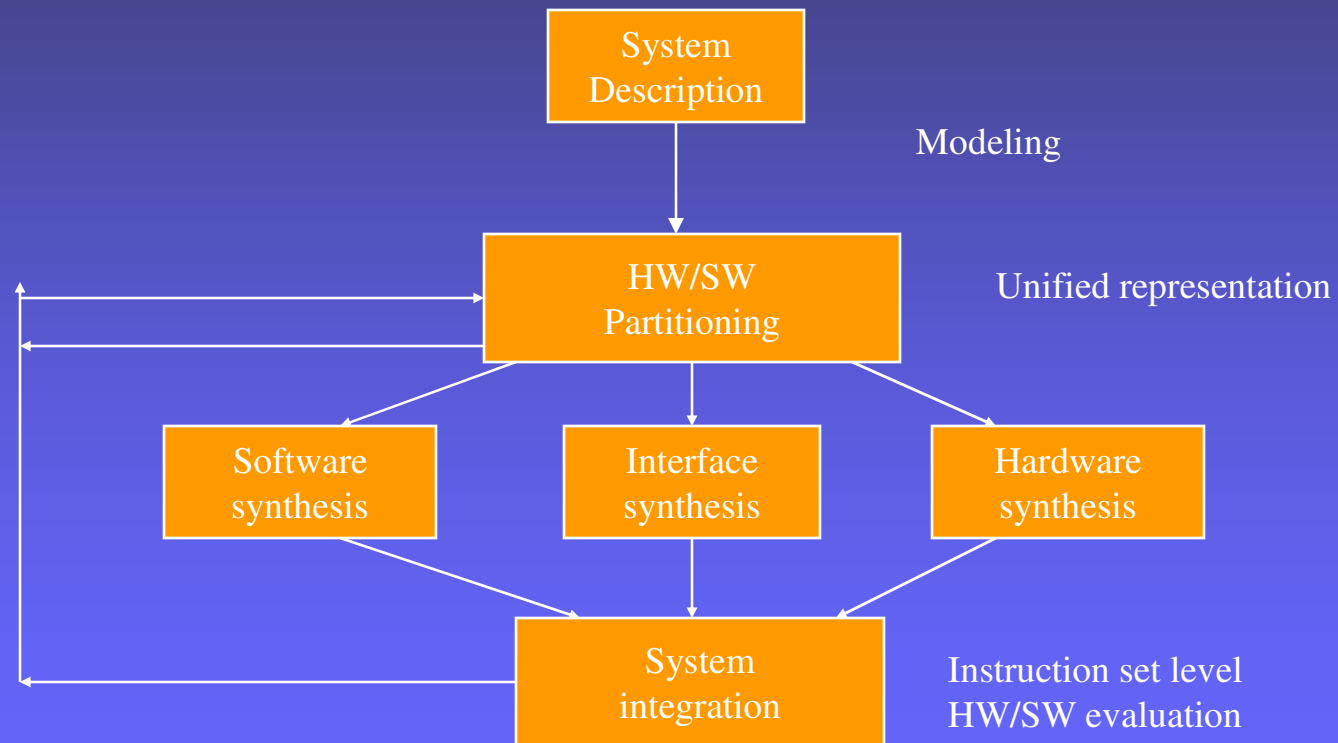 System
Description
Modeling
HW/SW
Partitioning
Unified representation
Software
synthesis
Interface
synthesis
Hardware
synthesis
System
integration
Instruction set level
HW/SW evaluation